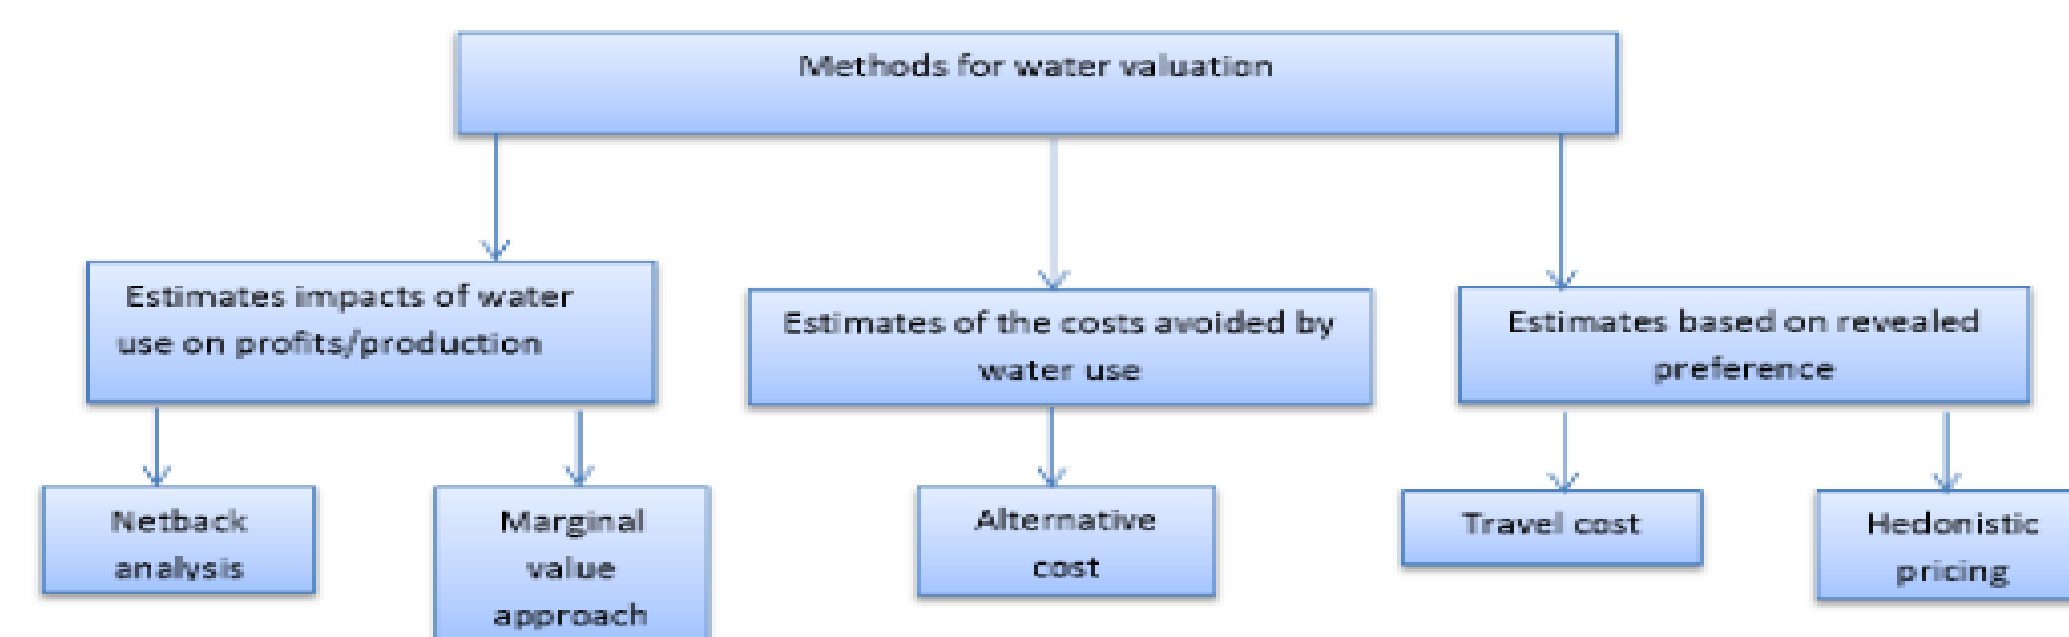 Methods for water valuation
Estimates impacts of water
use on profits/production
Estimates of the costs avoided by
water use
Estimates based on revealed
preference
Netback
analysis
Marginal
value
approach
Alternative
cost
Travel cost
Hedonistic
pricing